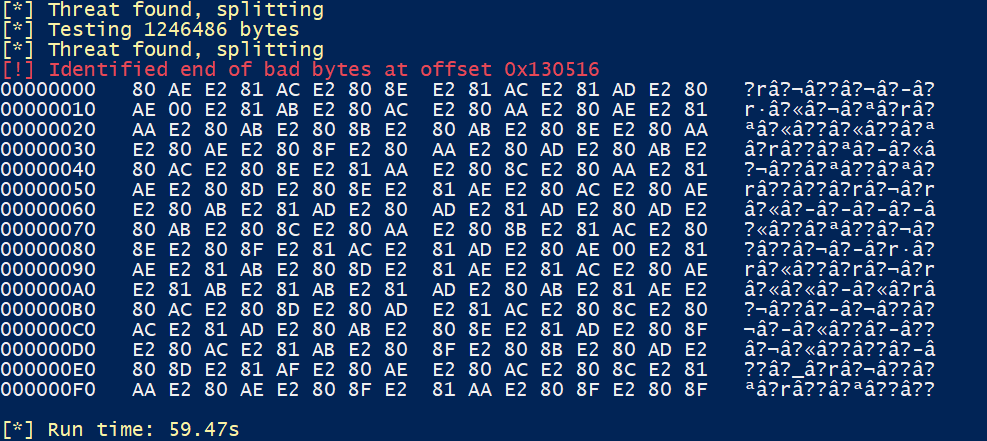 [*] Threat found, splitting
[*] Testing 1246486 bytes
[*] Threat found, splitting
[!] Identified end of bad bytes at offset 0x130516
00000000   80 AE E2 81 AC E2 80 8E  E2 81 AC E2 81 AD E2 80   ?râ?¬â??â?¬â?-â?
00000010   AE 00 E2 81 AB E2 80 AC  E2 80 AA E2 80 AE E2 81   r·â?«â?¬â?ªâ?râ?
00000020   AA E2 80 AB E2 80 8B E2  80 AB E2 80 8E E2 80 AA   ªâ?«â??â?«â??â?ª
00000030   E2 80 AE E2 80 8F E2 80  AA E2 80 AD E2 80 AB E2   â?râ??â?ªâ?-â?«â
00000040   80 AC E2 80 8E E2 81 AA  E2 80 8C E2 80 AA E2 81   ?¬â??â?ªâ??â?ªâ?
00000050   AE E2 80 8D E2 80 8E E2  81 AE E2 80 AC E2 80 AE   râ??â??â?râ?¬â?r
00000060   E2 80 AB E2 81 AD E2 80  AD E2 81 AD E2 80 AD E2   â?«â?-â?-â?-â?-â
00000070   80 AB E2 80 8C E2 80 AA  E2 80 8B E2 81 AC E2 80   ?«â??â?ªâ??â?¬â?
00000080   8E E2 80 8F E2 81 AC E2  81 AD E2 80 AE 00 E2 81   ?â??â?¬â?-â?r·â?
00000090   AE E2 81 AB E2 80 8D E2  81 AE E2 81 AC E2 80 AE   râ?«â??â?râ?¬â?r
000000A0   E2 81 AB E2 81 AB E2 81  AD E2 80 AB E2 81 AE E2   â?«â?«â?-â?«â?râ
000000B0   80 AC E2 80 8D E2 80 AD  E2 81 AC E2 80 8C E2 80   ?¬â??â?-â?¬â??â?
000000C0   AC E2 81 AD E2 80 AB E2  80 8E E2 81 AD E2 80 8F   ¬â?-â?«â??â?-â??
000000D0   E2 80 AC E2 81 AB E2 80  8F E2 80 8B E2 80 AD E2   â?¬â?«â??â??â?-â
000000E0   80 8D E2 81 AF E2 80 AE  E2 80 AC E2 80 8C E2 81   ??â?_â?râ?¬â??â?
000000F0   AA E2 80 AE E2 80 8F E2  81 AA E2 80 8F E2 80 8F   ªâ?râ??â?ªâ??â??
[*] Run time: 59.47s